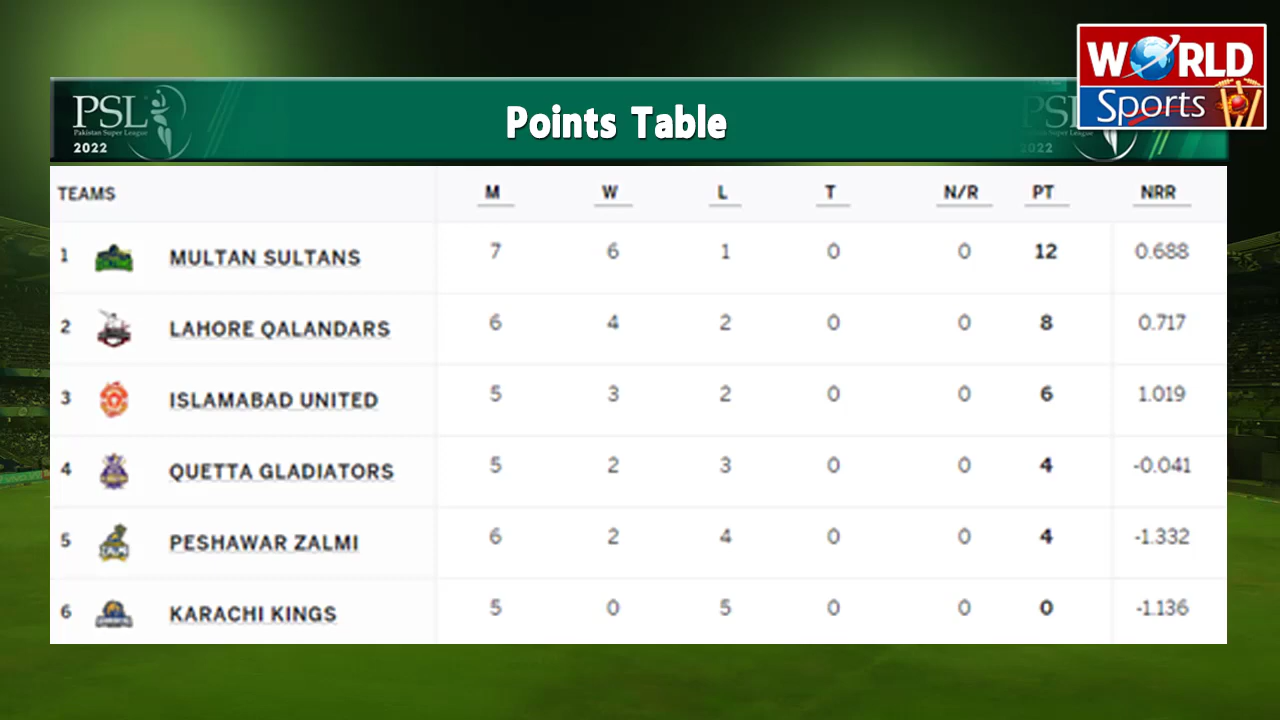 WORLD
Sports
PSL
Pakistan Super League
2022
Points Table
PSL
2022
TEAMS M W L T N/R PT NRR
1 MULTAN SULTANS 7 6 1 0 0 12 0.688
2 LAHORE QALANDARS 6 4 2 0 0 8 0.717
3 ISLAMABAD UNITED 5 3 2 0 0 6 1.019
4 QUETTA GLADIATORS 5 2 3 0 0 4 -0.041
5 PESHAWAR ZALMI 6 2 4 0 0 4 -1.332
6 KARACHI KINGS 5 0 5 0 0 0 -1.136